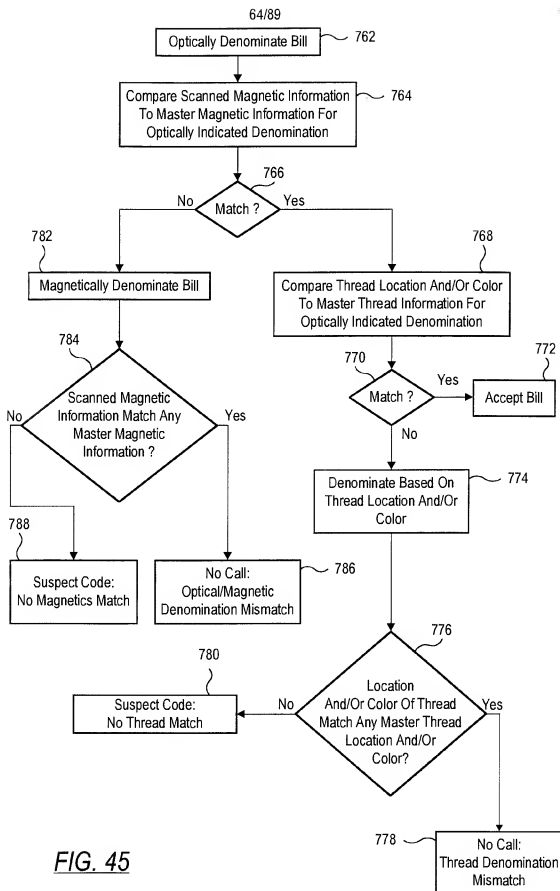 64/89
Optically Denominate Bill
762
Compare Scanned Magnetic Information
To Master Magnetic Information For
Optically Indicated Denomination
764
766
Match ?
No
Yes
782
Magnetically Denominate Bill
768
Compare Thread Location And/Or Color
To Master Thread Information For
Optically Indicated Denomination
784
Scanned Magnetic
Information Match Any
Master Magnetic
Information ?
No
Yes
770
Match ?
Yes
No
772
Accept Bill
774
Denominate Based On
Thread Location And/Or
Color
788
Suspect Code:
No Magnetics Match
786
No Call:
Optical/Magnetic
Denomination Mismatch
776
Location
And/Or Color Of Thread
Match Any Master Thread
Location And/Or
Color?
No
Yes
780
Suspect Code:
No Thread Match
778
No Call:
Thread Denomination
Mismatch
FIG. 45